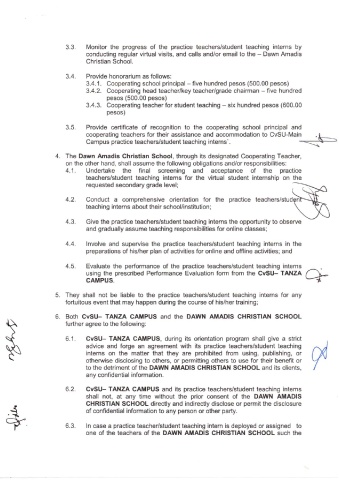 3.3. Monitor the progress of the practice teachers/student teaching interns by
conducting regular virtual visits, and calls and/or email to the – Dawn Amadis
Christian School.
3.4. Provide honorarium as follows:
3.4.1. Cooperating school principal – five hundred pesos (500.00 pesos)
3.4.2. Cooperating head teacher/key teacher/grade chairman – five hundred
pesos (500.00 pesos)
3.4.3. Cooperating teacher for student teaching – six hundred pesos (600.00
pesos)
3.5. Provide certificate of recognition to the cooperating school principal and
cooperating teachers for their assistance and accommodation to CvSU-Main
Campus practice teachers/student teaching interns`.
4. The Dawn Amadis Christian School, through its designated Cooperating Teacher,
on the other hand, shall assume the following obligations and/or responsibilities:
4.1. Undertake the final screening and acceptance of the practice
teachers/student teaching interns for the virtual student internship on the
requested secondary grade level;
4.2. Conduct a comprehensive orientation for the practice teachers/student
teaching interns about their school/institution;
4.3. Give the practice teachers/student teaching interns the opportunity to observe
and gradually assume teaching responsibilities for online classes;
4.4. Involve and supervise the practice teachers/student teaching interns in the
preparations of his/her plan of activities for online and offline activities; and
4.5. Evaluate the performance of the practice teachers/student teaching interns
using the prescribed Performance Evaluation form from the CvSU– TANZA
CAMPUS.
5. They shall not be liable to the practice teachers/student teaching interns for any
fortuitous event that may happen during the course of his/her training;
6. Both CvSU– TANZA CAMPUS and the DAWN AMADIS CHRISTIAN SCHOOL
further agree to the following:
6.1. CvSU– TANZA CAMPUS, during its orientation program shall give a strict
advice and forge an agreement with its practice teachers/student teaching
interns on the matter that they are prohibited from using, publishing, or
otherwise disclosing to others, or permitting others to use for their benefit or
to the detriment of the DAWN AMADIS CHRISTIAN SCHOOL and its clients,
any confidential information.
6.2. CvSU– TANZA CAMPUS and its practice teachers/student teaching interns
shall not, at any time without the prior consent of the DAWN AMADIS
CHRISTIAN SCHOOL directly and indirectly disclose or permit the disclosure
of confidential information to any person or other party.
6.3. In case a practice teacher/student teaching intern is deployed or assigned to
one of the teachers of the DAWN AMADIS CHRISTIAN SCHOOL such the